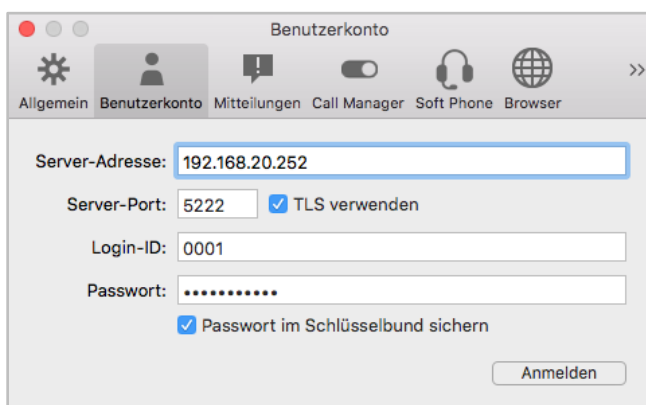 Benutzerkonto
Allgemein Benutzerkonto Mitteilungen Call Manager Soft Phone Browser
Server-Adresse: 192.168.20.252
Server-Port: 5222 TLS verwenden
Login-ID: 0001
Passwort: •••••••••••
Passwort im Schlüsselbund sichern
Anmelden